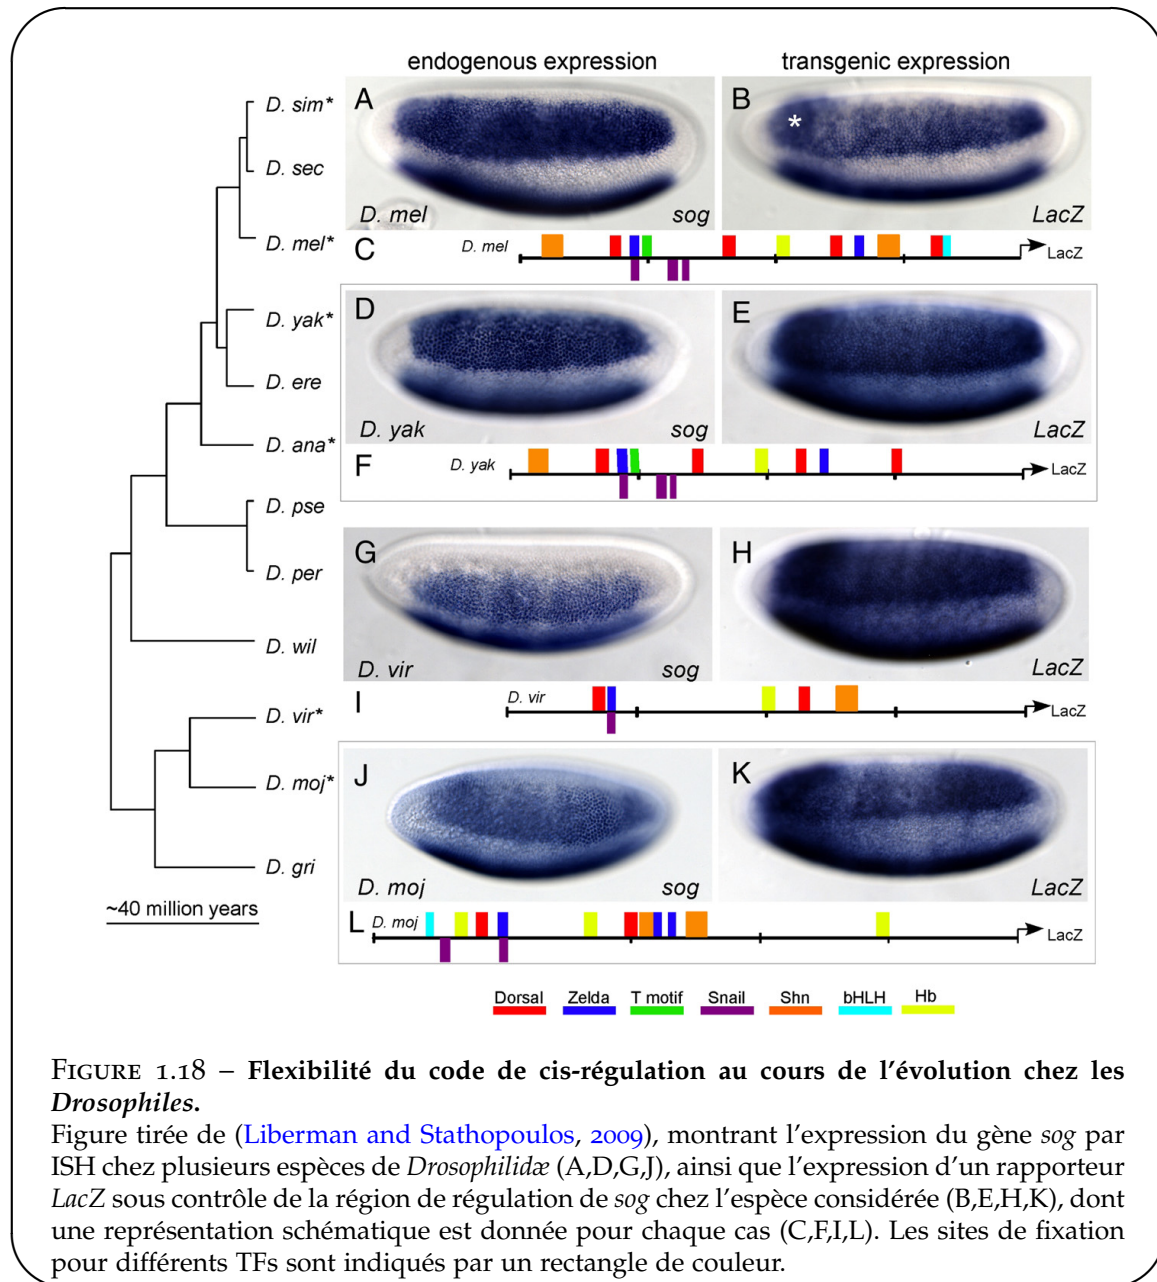 endogenous expression
transgenic expression
D. sim*
D. sec
D. mel*
D. yak*
D. ere
D. ana*
D. pse
D. per
D. wil
D. vir*
D. moj*
D. gri
~40 million years
A
D. mel
sog
B
*
LacZ
C
D. mel
LacZ
D
D. yak
sog
E
LacZ
F
D. yak
LacZ
G
D. vir
sog
H
LacZ
I
D. vir
LacZ
J
D. moj
sog
K
LacZ
L
D. moj
LacZ
Dorsal
Zelda
T motif
Snail
Shn
bHLH
Hb
FIGURE 1.18 – Flexibilité du code de cis-régulation au cours de l'évolution chez les
Drosophiles.
Figure tirée de (Liberman and Stathopoulos, 2009), montrant l'expression du gène sog par
ISH chez plusieurs espèces de Drosophilidæ (A,D,G,J), ainsi que l'expression d'un rapporteur
LacZ sous contrôle de la région de régulation de sog chez l'espèce considérée (B,E,H,K), dont
une représentation schématique est donnée pour chaque cas (C,F,I,L). Les sites de fixation
pour différents TFs sont indiqués par un rectangle de couleur.